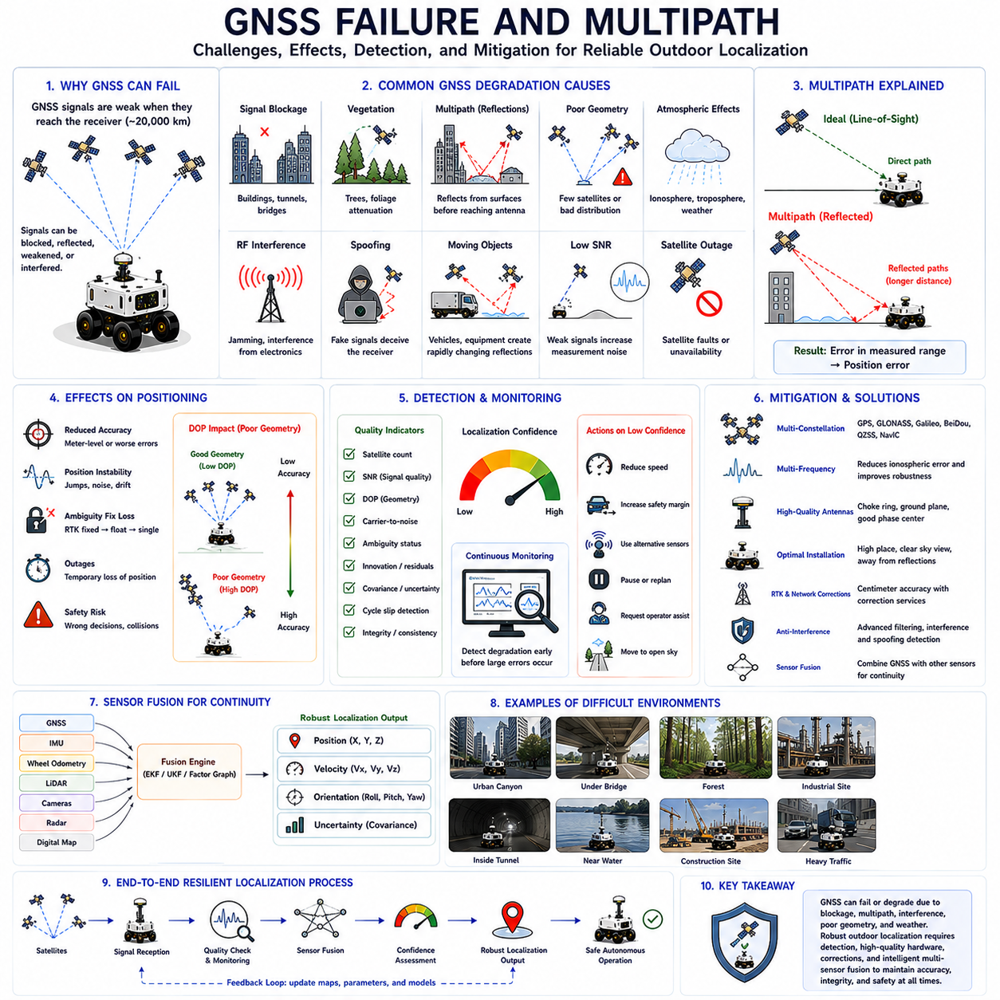 GNSS FAILURE AND MULTIPATH
Challenges, Effects, Detection, and Mitigation for Reliable Outdoor Localization
1. WHY GNSS CAN FAIL
GNSS signals are weak when they
reach the receiver (~20,000 km)
Signals can be
blocked, reflected,
weakened, or
interfered.
2. COMMON GNSS DEGRADATION CAUSES
Signal Blockage
Buildings, tunnels,
bridges
Vegetation
Trees, foliage
attenuation
Multipath (Reflections)
Reflects from surfaces
before reaching antenna
Poor Geometry
Few satellites or
bad distribution
Atmospheric Effects
Ionosphere, troposphere,
weather
RF Interference
Jamming, interference
from electronics
Spoofing
Fake signals deceive
the receiver
Moving Objects
Vehicles, equipment create
rapidly changing reflections
Low SNR
Weak signals increase
measurement noise
Satellite Outage
Satellite faults or
unavailability
3. MULTIPATH EXPLAINED
Ideal (Line-of-Sight)
Direct path
Multipath (Reflected)
Reflected paths
(longer distance)
Result: Error in measured range
→ Position error
4. EFFECTS ON POSITIONING
Reduced Accuracy
Meter-level or worse errors
Position Instability
Jumps, noise, drift
Ambiguity Fix Loss
RTK fixed → float → single
Outages
Temporary loss of position
Safety Risk
Wrong decisions, collisions
DOP Impact (Poor Geometry)
Good Geometry
(Low DOP)
Low
Accuracy
Poor Geometry
(High DOP)
High
Accuracy
5. DETECTION & MONITORING
Quality Indicators
Satellite count
SNR (Signal quality)
DOP (Geometry)
Carrier-to-noise
Ambiguity status
Innovation / residuals
Covariance / uncertainty
Cycle slip detection
Integrity / consistency
Localization Confidence
Low
High
Continuous Monitoring
Detect degradation early
before large errors occur
Actions on Low Confidence
Reduce speed
Increase safety margin
Use alternative sensors
Pause or replan
Request operator assist
Move to open sky
6. MITIGATION & SOLUTIONS
Multi-Constellation
GPS, GLONASS, Galileo, BeiDou,
QZSS, NavIC
Multi-Frequency
Reduces ionospheric error and
improves robustness
High-Quality Antennas
Choke ring, ground plane,
good phase center
Optimal Installation
High place, clear sky view,
away from reflections
RTK & Network Corrections
Centimeter accuracy with
correction services
Anti-Interference
Advanced filtering, interference
and spoofing detection
Sensor Fusion
Combine GNSS with other sensors
for continuity
7. SENSOR FUSION FOR CONTINUITY
GNSS
IMU
Wheel Odometry
LiDAR
Cameras
Radar
Digital Map
Fusion Engine
(EKF / UKF / Factor Graph)
Robust Localization Output
Position (X, Y, Z)
Velocity (Vx, Vy, Vz)
Orientation (Roll, Pitch, Yaw)
Uncertainty (Covariance)
8. EXAMPLES OF DIFFICULT ENVIRONMENTS
Urban Canyon
Under Bridge
Forest
Industrial Site
Inside Tunnel
Near Water
Construction Site
Heavy Traffic
9. END-TO-END RESILIENT LOCALIZATION PROCESS
Satellites
Signal Reception
Quality Check
& Monitoring
Sensor Fusion
Confidence
Assessment
Robust Localization
Output
Safe Autonomous
Operation
Feedback Loop: update maps, parameters, and models
10. KEY TAKEAWAY
GNSS can fail or degrade due to
blockage, multipath, interference,
poor geometry, and weather.
Robust outdoor localization requires
detection, high-quality hardware,
corrections, and intelligent multi-
sensor fusion to maintain accuracy,
integrity, and safety at all times.